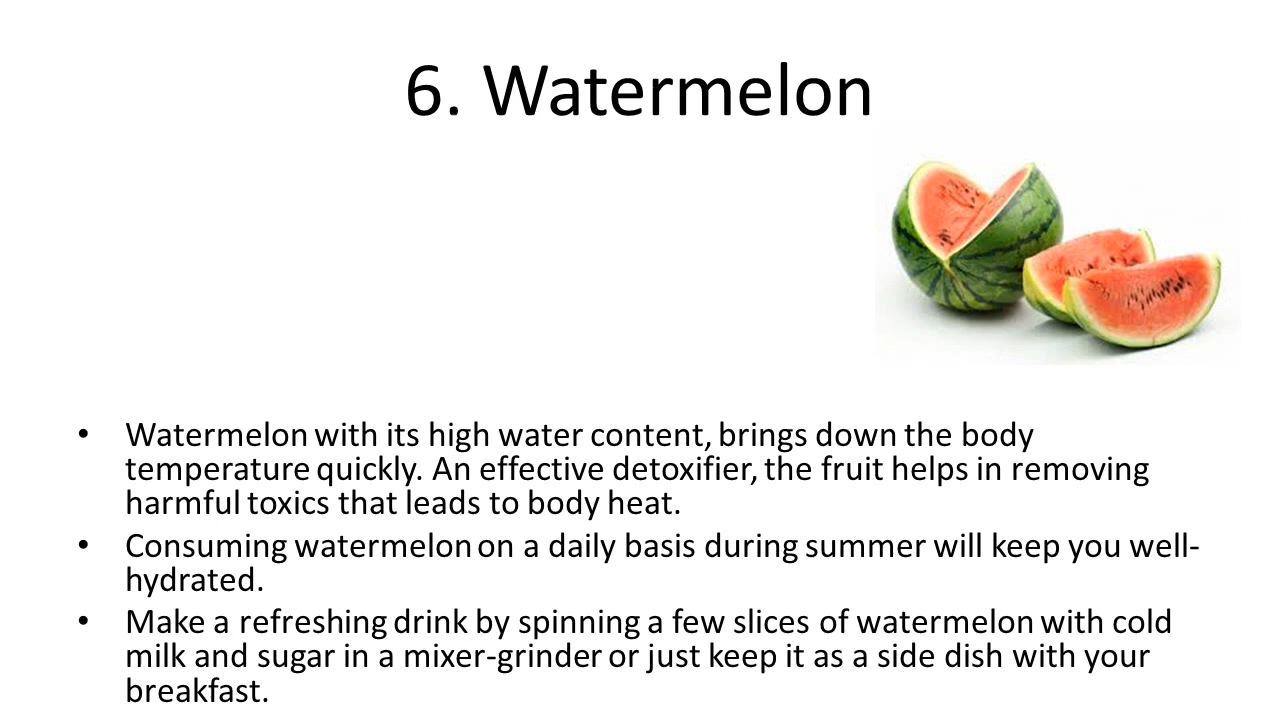 6. Watermelon
• Watermelon with its high water content, brings down the body
temperature quickly. An effective detoxifier, the fruit helps in removing
harmful toxics that leads to body heat.
• Consuming watermelon on a daily basis during summer will keep you well-
hydrated.
• Make a refreshing drink by spinning a few slices of watermelon with cold
milk and sugar in a mixer-grinder or just keep it as a side dish with your
breakfast.